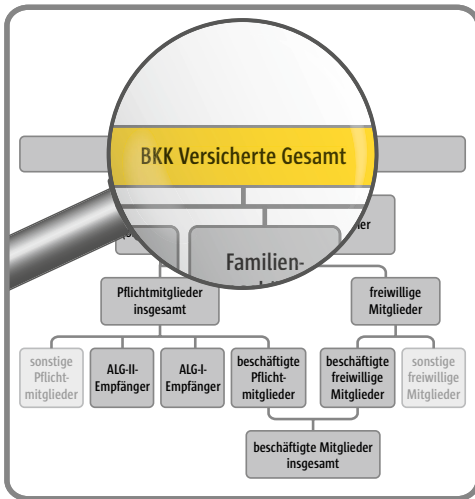 BKK Versicherte Gesamt
Familien-
Pflichtmitglieder
insgesamt
freiwillige
Mitglieder
sonstige
Pflicht-
mitglieder
ALG-II-
Empfänger
ALG-I-
Empfänger
beschäftigte
Pflicht-
mitglieder
beschäftigte
freiwillige
Mitglieder
sonstige
freiwillige
Mitglieder
beschäftigte Mitglieder
insgesamt